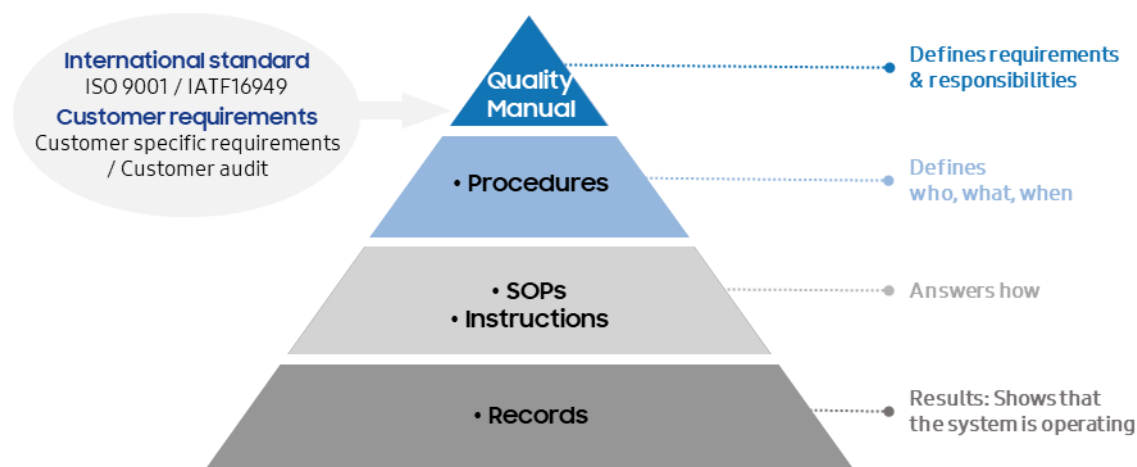 International standard
ISO 9001 / IATF16949
Customer requirements
Customer specific requirements
/ Customer audit
Quality
Manual
Defines requirements
& responsibilities
• Procedures
Defines
who, what, when
• SOPs
• Instructions
Answers how
• Records
Results: Shows that
the system is operating